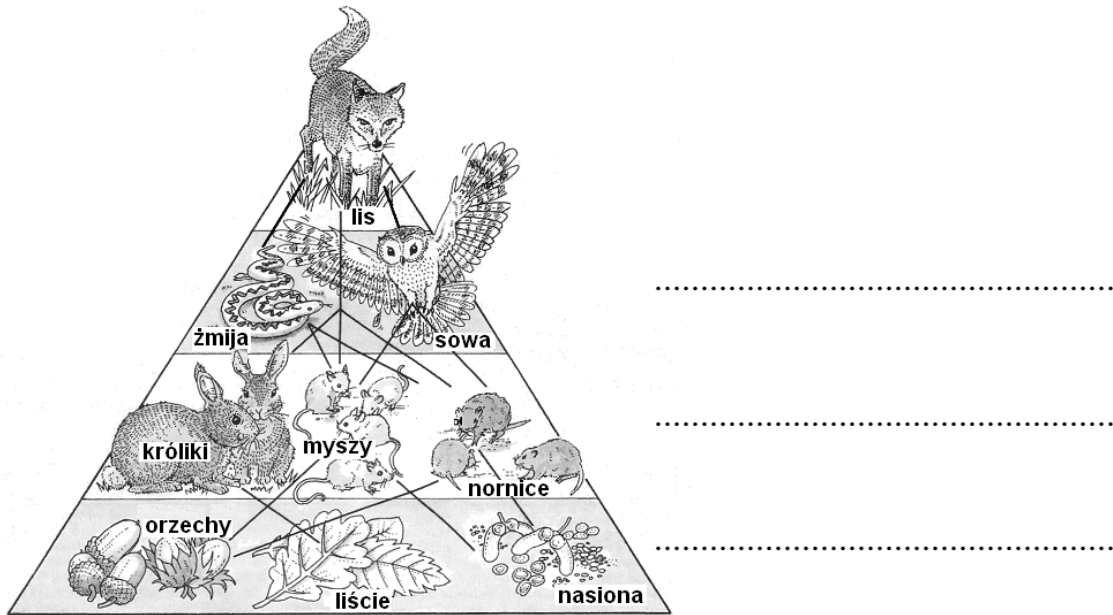 lis
żmija
sowa
króliki
myszy
nornice
orzechy
liście
nasiona